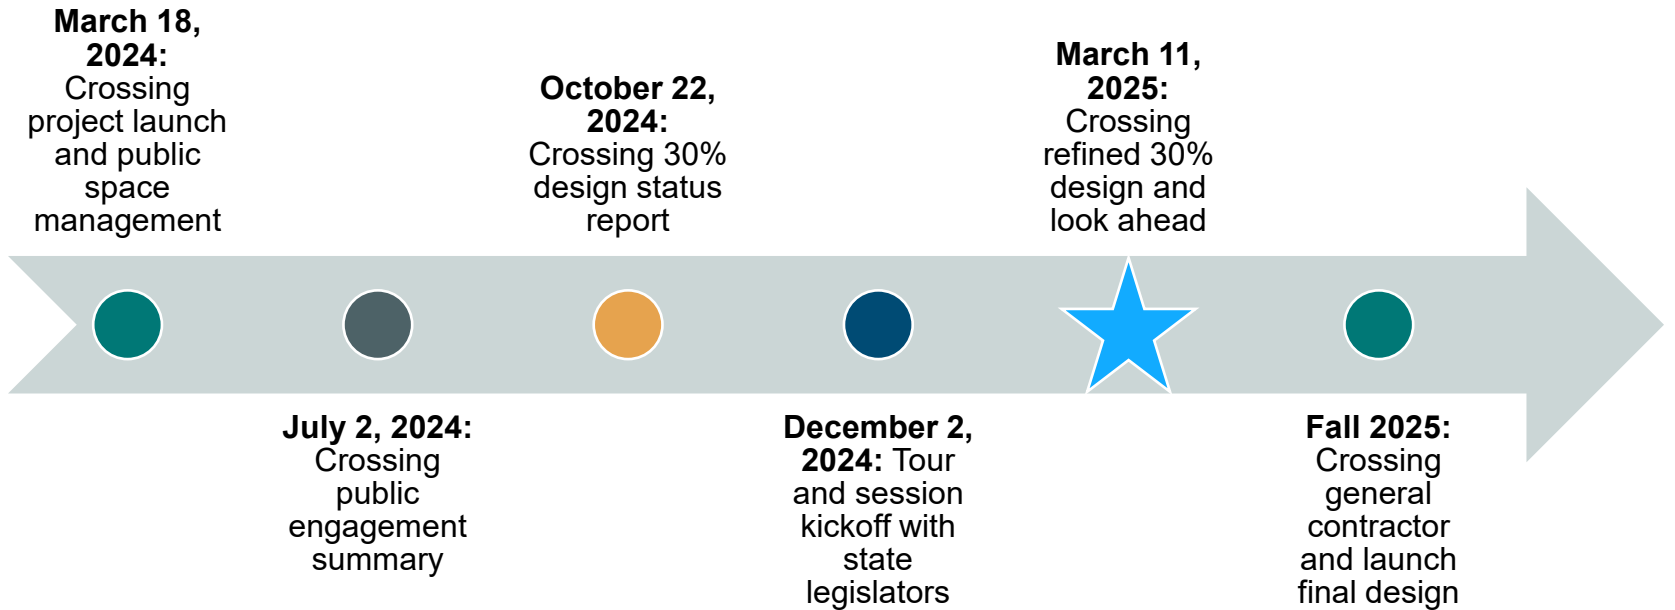 March 18,
2024:
Crossing
project launch
and public
space
management
July 2, 2024:
Crossing
public
engagement
summary
October 22,
2024:
Crossing 30%
design status
report
December 2,
2024: Tour
and session
kickoff with
state
legislators
March 11,
2025:
Crossing
refined 30%
design and
look ahead
Fall 2025:
Crossing
general
contractor
and launch
final design